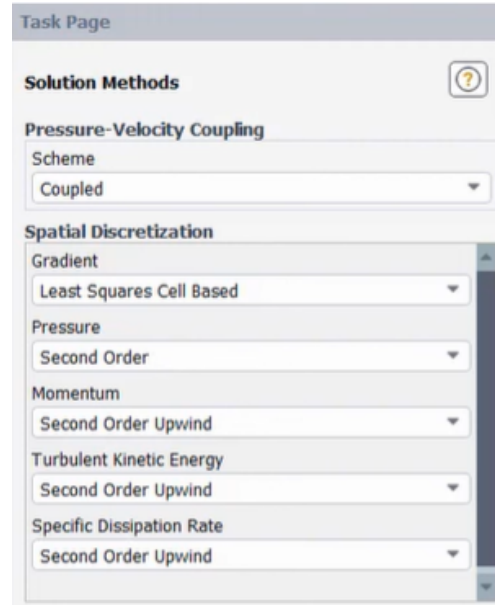 Task Page
Solution Methods
?
Pressure-Velocity Coupling
Scheme
Coupled
Spatial Discretization
Gradient
Least Squares Cell Based
Pressure
Second Order
Momentum
Second Order Upwind
Turbulent Kinetic Energy
Second Order Upwind
Specific Dissipation Rate
Second Order Upwind